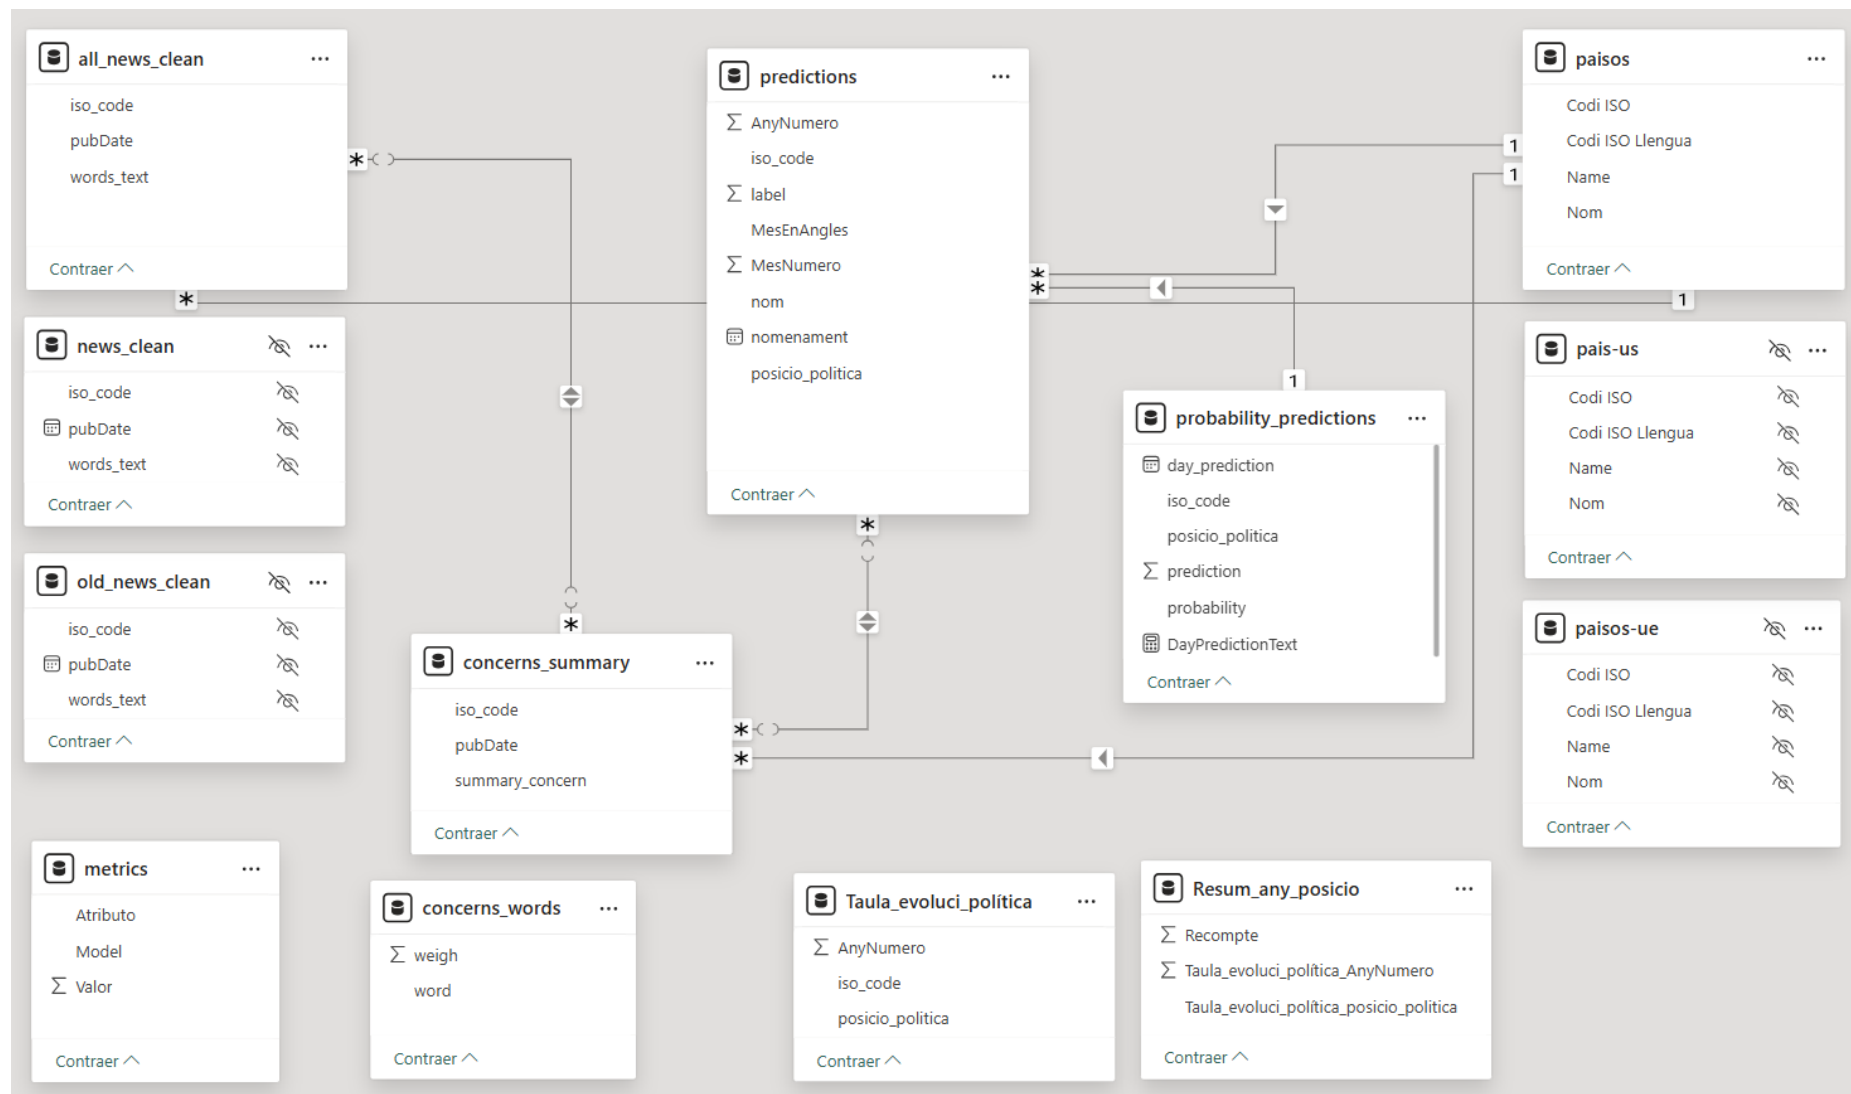 all_news_clean
iso_code
pubDate
words_text
Contraer
*
*
news_clean
iso_code
pubDate
words_text
Contraer
old_news_clean
iso_code
pubDate
words_text
Contraer
metrics
Atributo
Model
Valor
Contraer
predictions
AnyNumero
iso_code
label
MesEnAngles
MesNumero
nom
nomenament
posicio_politica
Contraer
*
*
*
*
concerns_summary
iso_code
pubDate
summary_concern
Contraer
*
*
concerns_words
weigh
word
Contraer
paisos
Codi ISO
Codi ISO Llengua
Name
Nom
Contraer
1
1
1
pais-us
Codi ISO
Codi ISO Llengua
Name
Nom
Contraer
paisos-ue
Codi ISO
Codi ISO Llengua
Name
Nom
Contraer
1
probability_predictions
day_prediction
iso_code
posicio_politica
prediction
probability
DayPredictionText
Contraer
Taula_evoluci_política
AnyNumero
iso_code
posicio_politica
Contraer
Resum_any_posicio
Recompte
Taula_evoluci_política_AnyNumero
Taula_evoluci_política_posicio_politica
Contraer